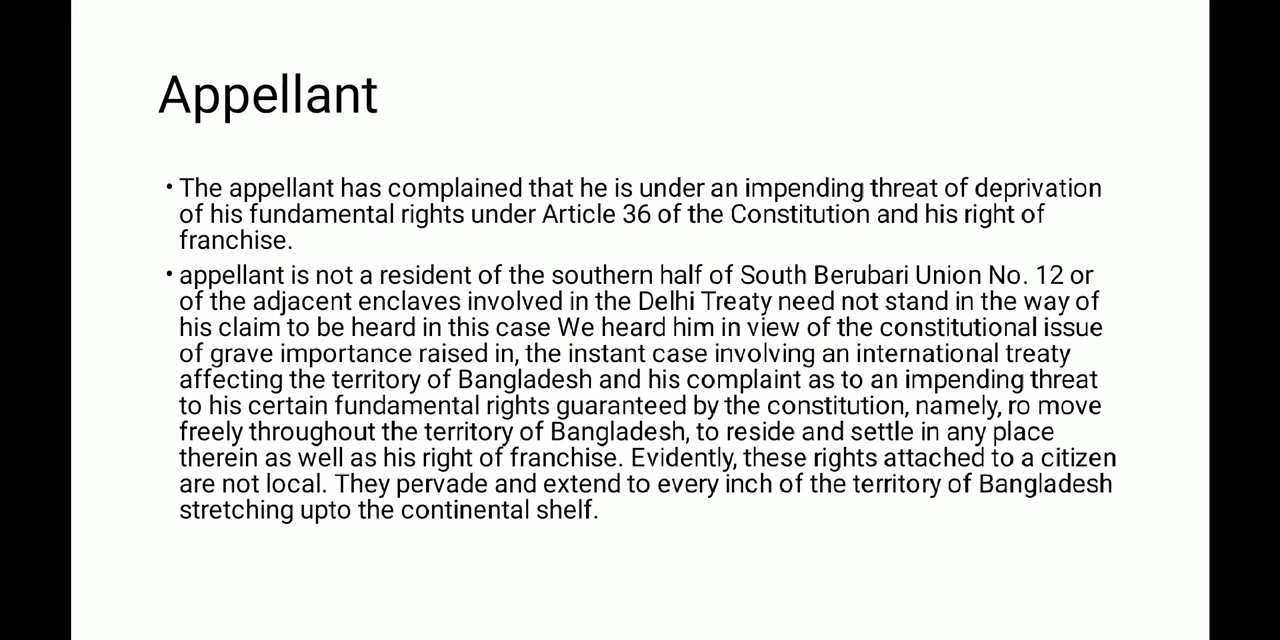 Appellant
• The appellant has complained that he is under an impending threat of deprivation
of his fundamental rights under Article 36 of the Constitution and his right of
franchise.
• appellant is not a resident of the southern half of South Berubari Union No. 12 or
of the adjacent enclaves involved in the Delhi Treaty need not stand in the way of
his claim to be heard in this case We heard him in view of the constitutional issue
of grave importance raised in, the instant case involving an international treaty
affecting the territory of Bangladesh and his complaint as to an impending threat
to his certain fundamental rights guaranteed by the constitution, namely, ro move
freely throughout the territory of Bangladesh, to reside and settle in any place
therein as well as his right of franchise. Evidently, these rights attached to a citizen
are not local. They pervade and extend to every inch of the territory of Bangladesh
stretching upto the continental shelf.